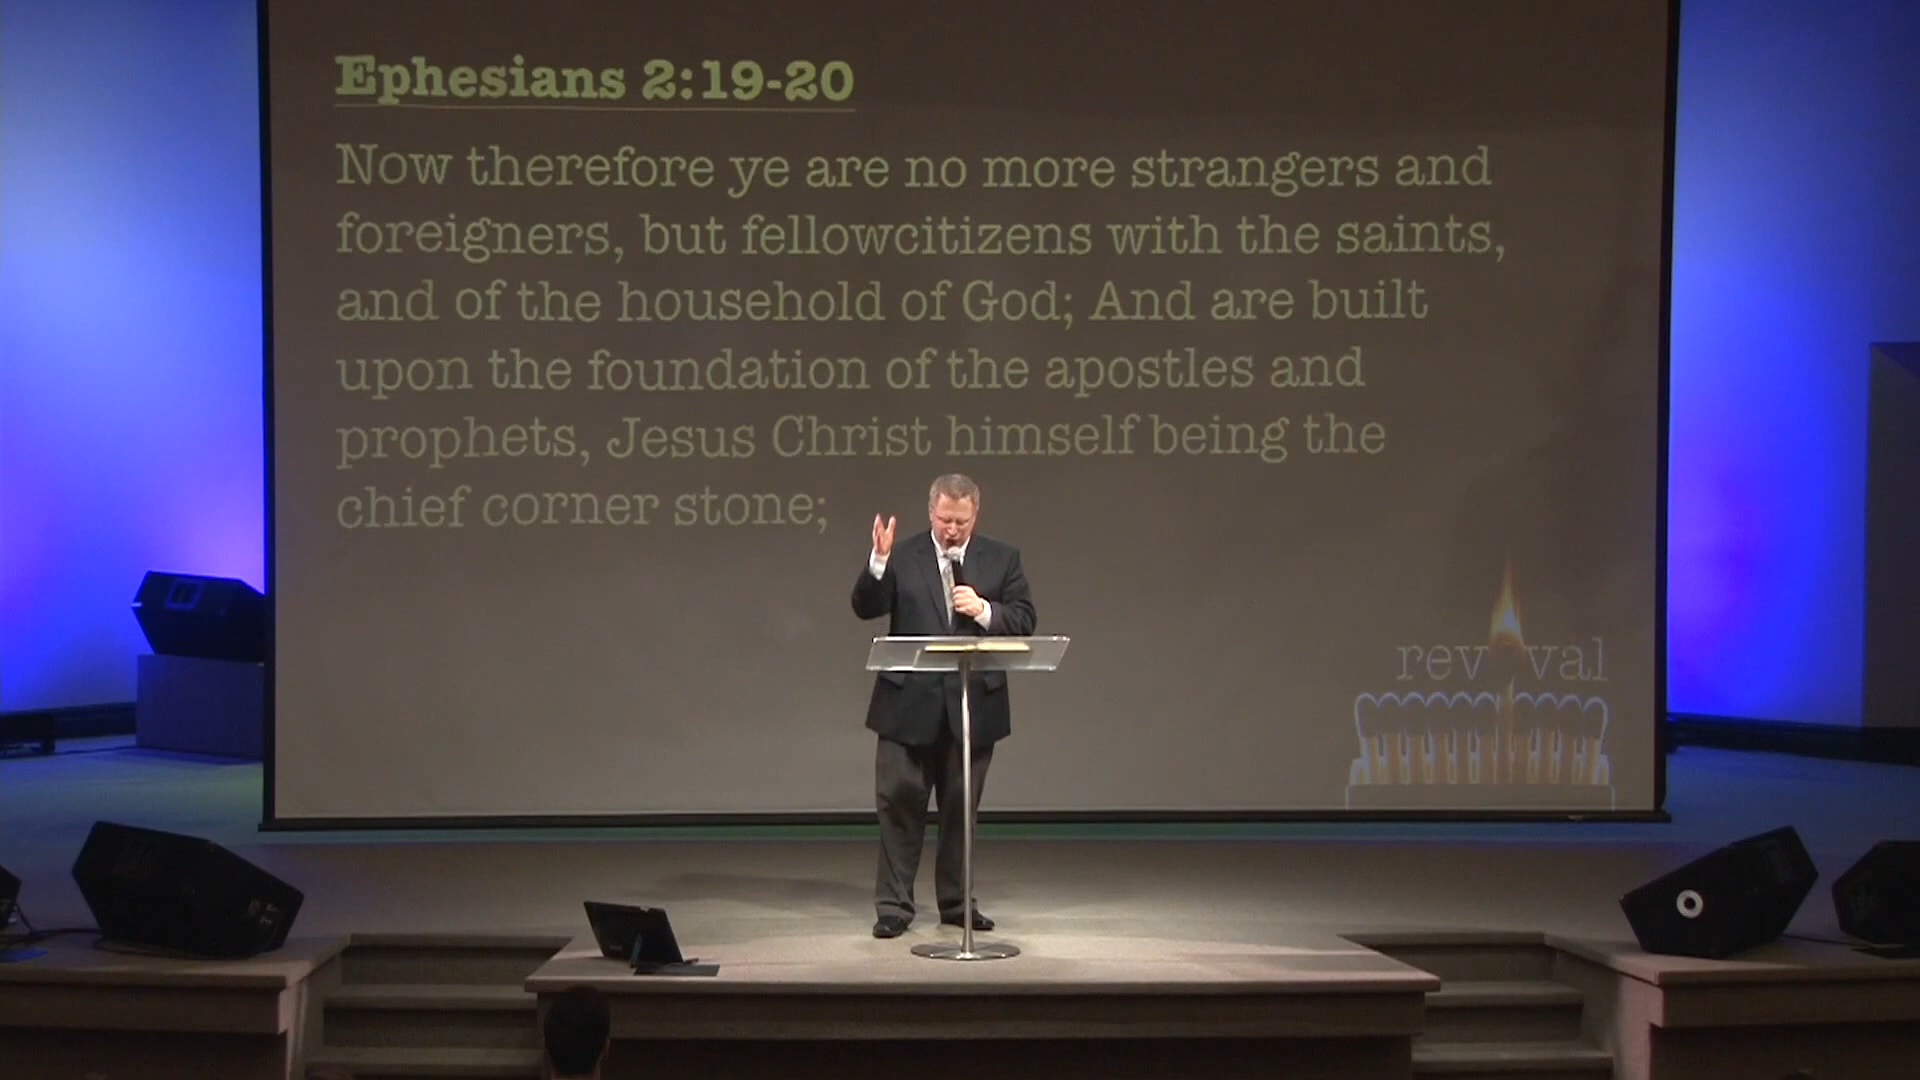 Ephesians 2:19-20
Now therefore ye are no more strangers and
foreigners, but fellowcitizens with the saints,
and of the household of God; And are built
upon the foundation of the apostles and
prophets, Jesus Christ himself being the
chief corner stone;
revival